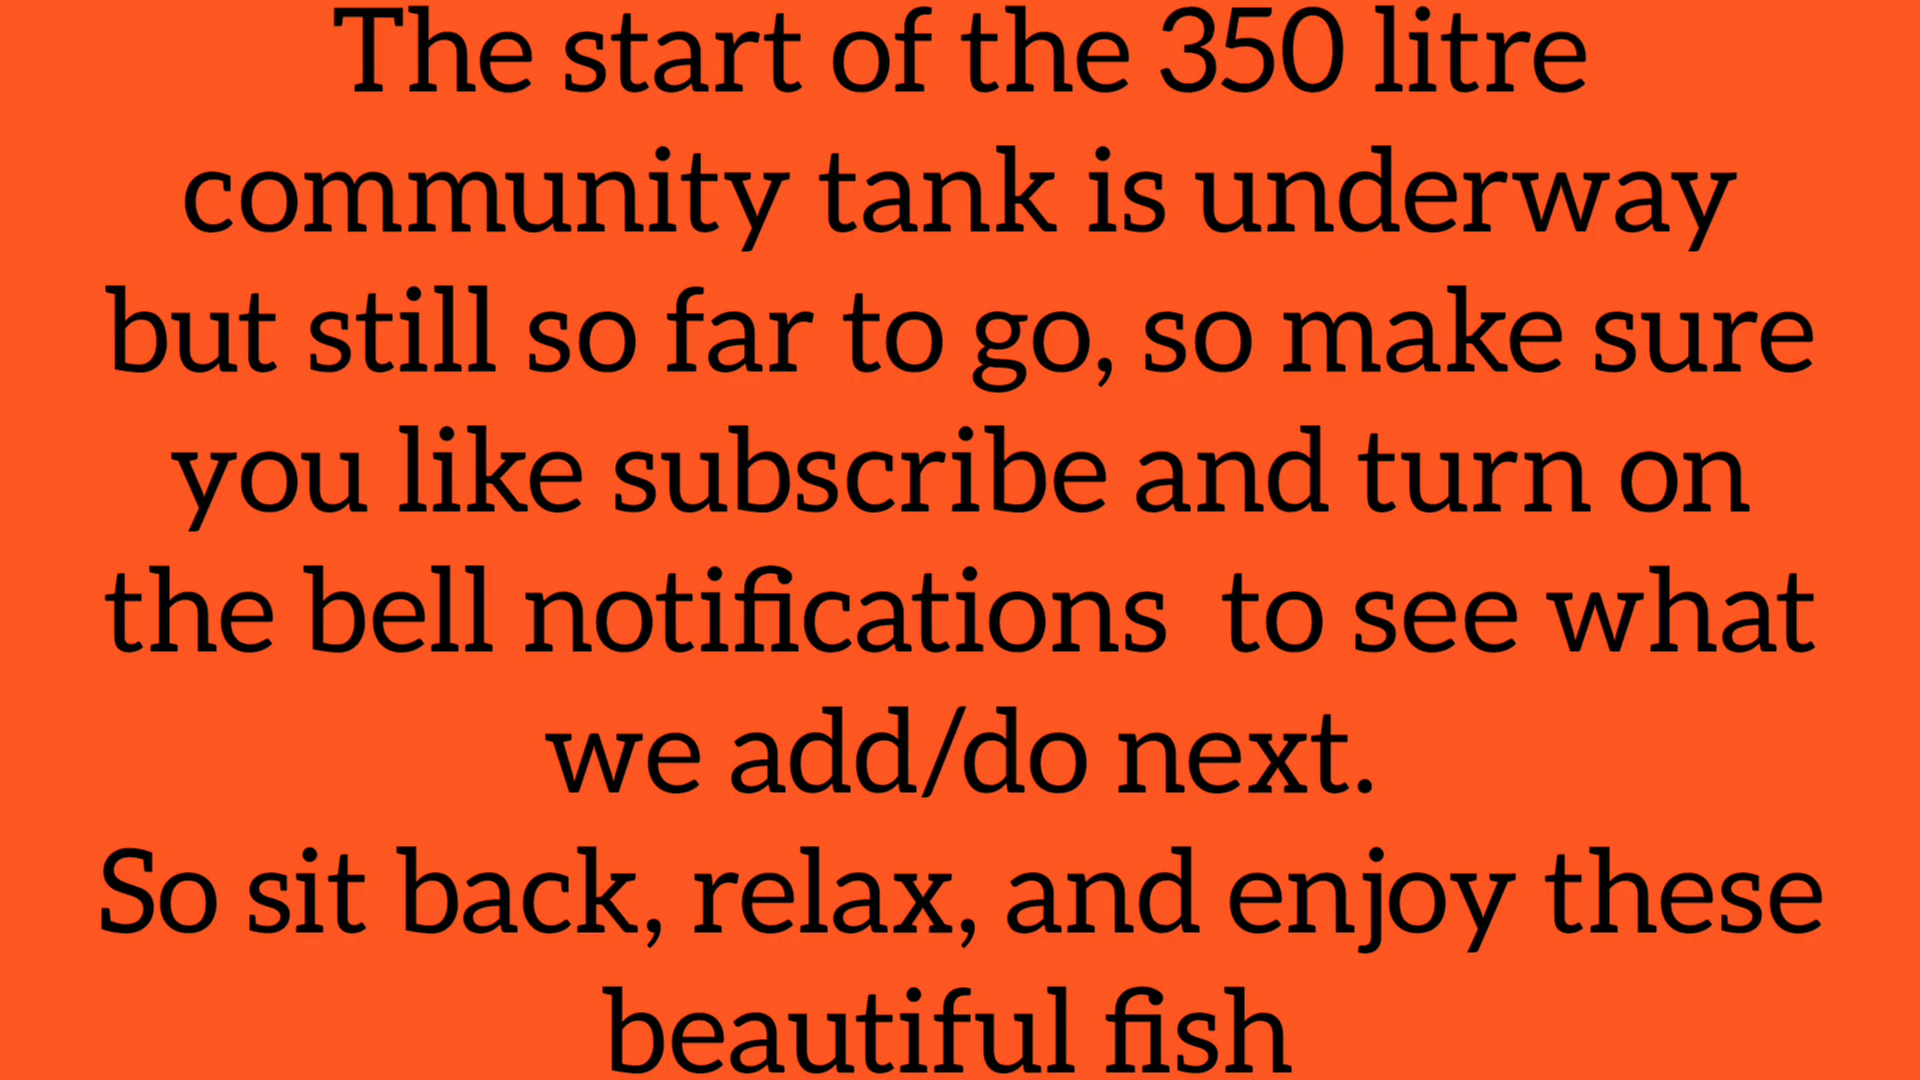 The start of the 350 litre
community tank is underway
but still so far to go, so make sure
you like subscribe and turn on
the bell notifications  to see what
we add/do next.
So sit back, relax, and enjoy these
beautiful fish